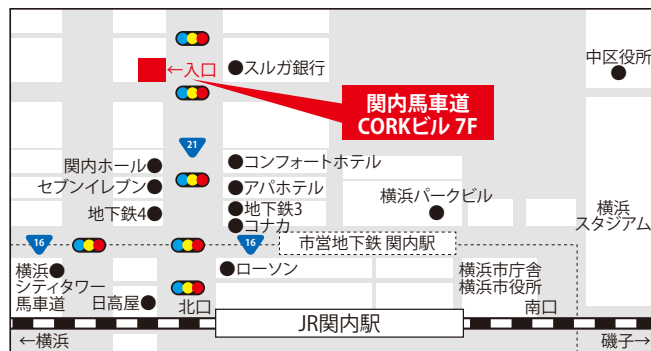 中区役所
←入口
スルガ銀行
関内馬車道
CORKビル 7F
21
関内ホール
コンフォートホテル
セブンイレブン
アパホテル
横浜パークビル
地下鉄4
地下鉄3
コナカ
横浜
スタジアム
16
16
市営地下鉄 関内駅
横浜
シティタワー
馬車道
ローソン
横浜市庁舎
横浜市役所
日高屋
北口
南口
JR関内駅
←横浜
磯子→